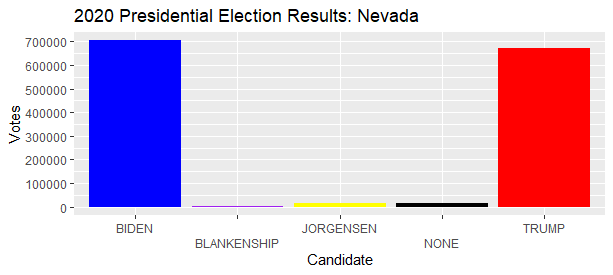 2020 Presidential Election Results: Nevada
Votes
700000
600000
500000
400000
300000
200000
100000
0
BIDEN
BLANKENSHIP
JORGENSEN
NONE
TRUMP
Candidate